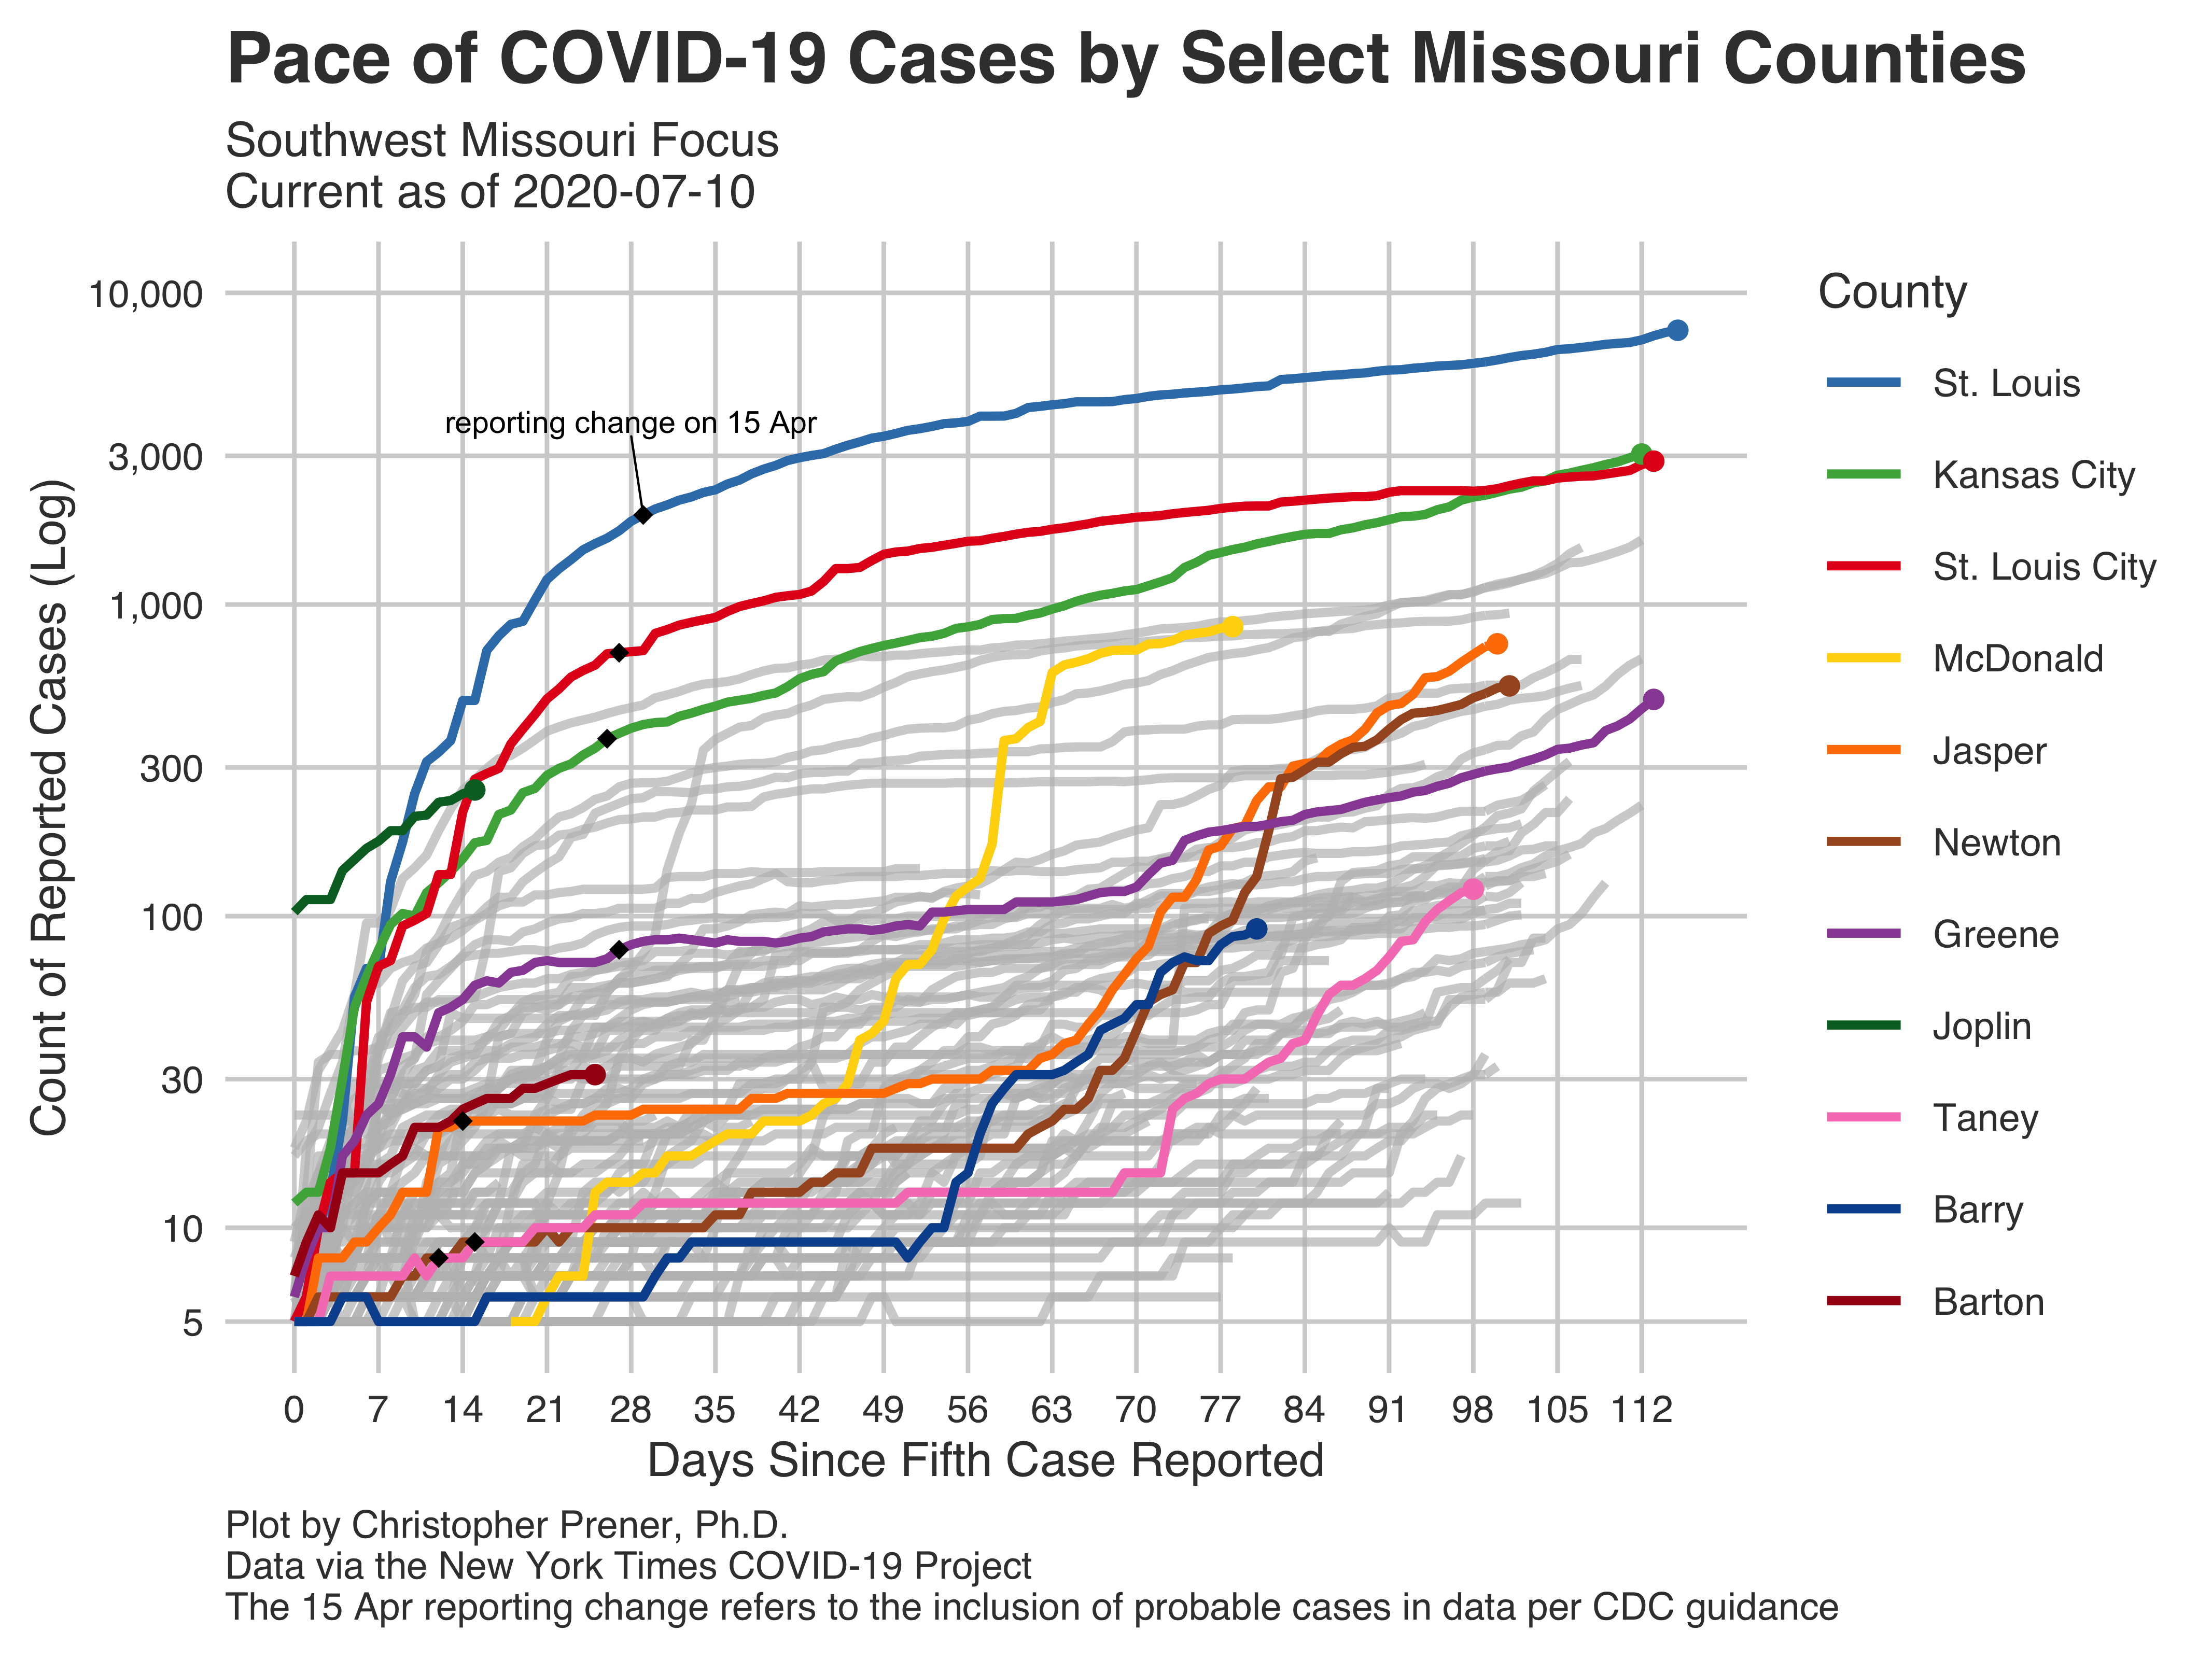 Pace of COVID-19 Cases by Select Missouri Counties
Southwest Missouri Focus
Current as of 2020-07-10
Count of Reported Cases (Log)
10,000
3,000
1,000
300
100
30
10
5
reporting change on 15 Apr
0 7 14 21 28 35 42 49 56 63 70 77 84 91 98 105 112
Days Since Fifth Case Reported
County
St. Louis
Kansas City
St. Louis City
McDonald
Jasper
Newton
Greene
Joplin
Taney
Barry
Barton
Plot by Christopher Prener, Ph.D.
Data via the New York Times COVID-19 Project
The 15 Apr reporting change refers to the inclusion of probable cases in data per CDC guidance